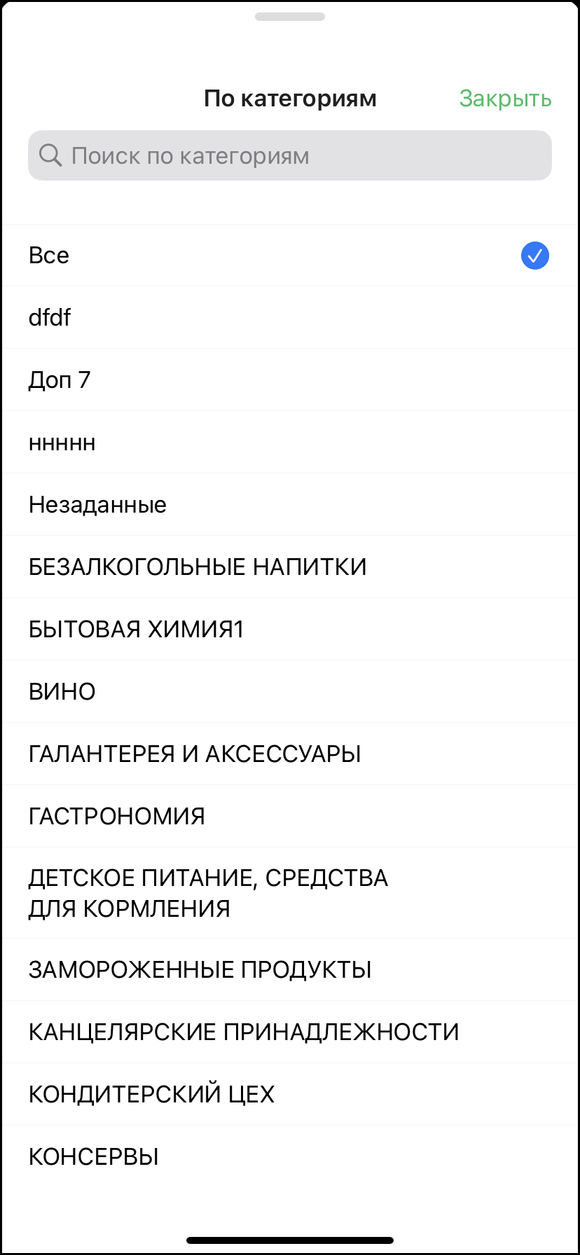 По категориям
Закрыть
Поиск по категориям
Все
dfdf
Доп 7
ннннн
Незаданные
БЕЗАЛКОГОЛЬНЫЕ НАПИТКИ
БЫТОВАЯ ХИМИЯ1
ВИНО
ГАЛАНТЕРЕЯ И АКСЕССУАРЫ
ГАСТРОНОМИЯ
ДЕТСКОЕ ПИТАНИЕ, СРЕДСТВА
ДЛЯ КОРМЛЕНИЯ
ЗАМОРОЖЕННЫЕ ПРОДУКТЫ
КАНЦЕЛЯРСКИЕ ПРИНАДЛЕЖНОСТИ
КОНДИТЕРСКИЙ ЦЕХ
КОНСЕРВЫ